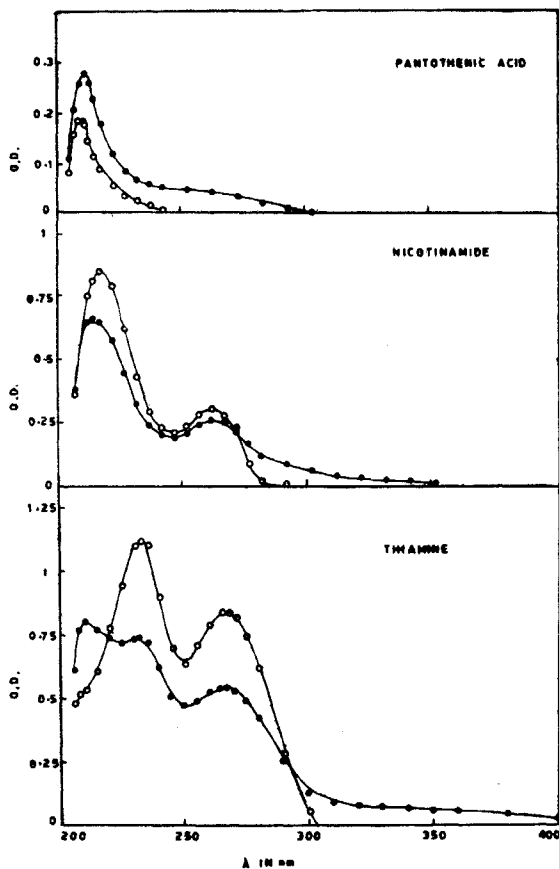 PANTOTHENIC ACID
0.3
0.2
0.1
0
O.D.
NICOTINAMIDE
1
0.75
0.5
0.25
0
O.D.
THIAMINE
1.25
1
0.75
0.5
0.25
0
O.D.
200 250 300 350 400
λ IN nm